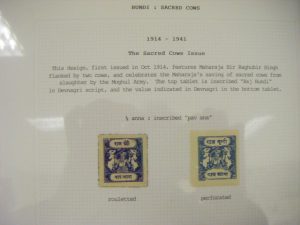 BUNDI : SACRED COWS
1914 - 1941
The Sacred Cows Issue
This design, first issued in Oct 1914, features Maharaja Sir Raghubir Singh
flanked by two cows, and celebrates the Maharaja's saving of sacred cows from
slaughter by the Moghul Army. The top tablet is inscribed "Raj Bundi"
in Devnagri script, and the value indicated in Devnagri in the bottom tablet.
¼ anna : inscribed "pav ana"
rouletted
perforated